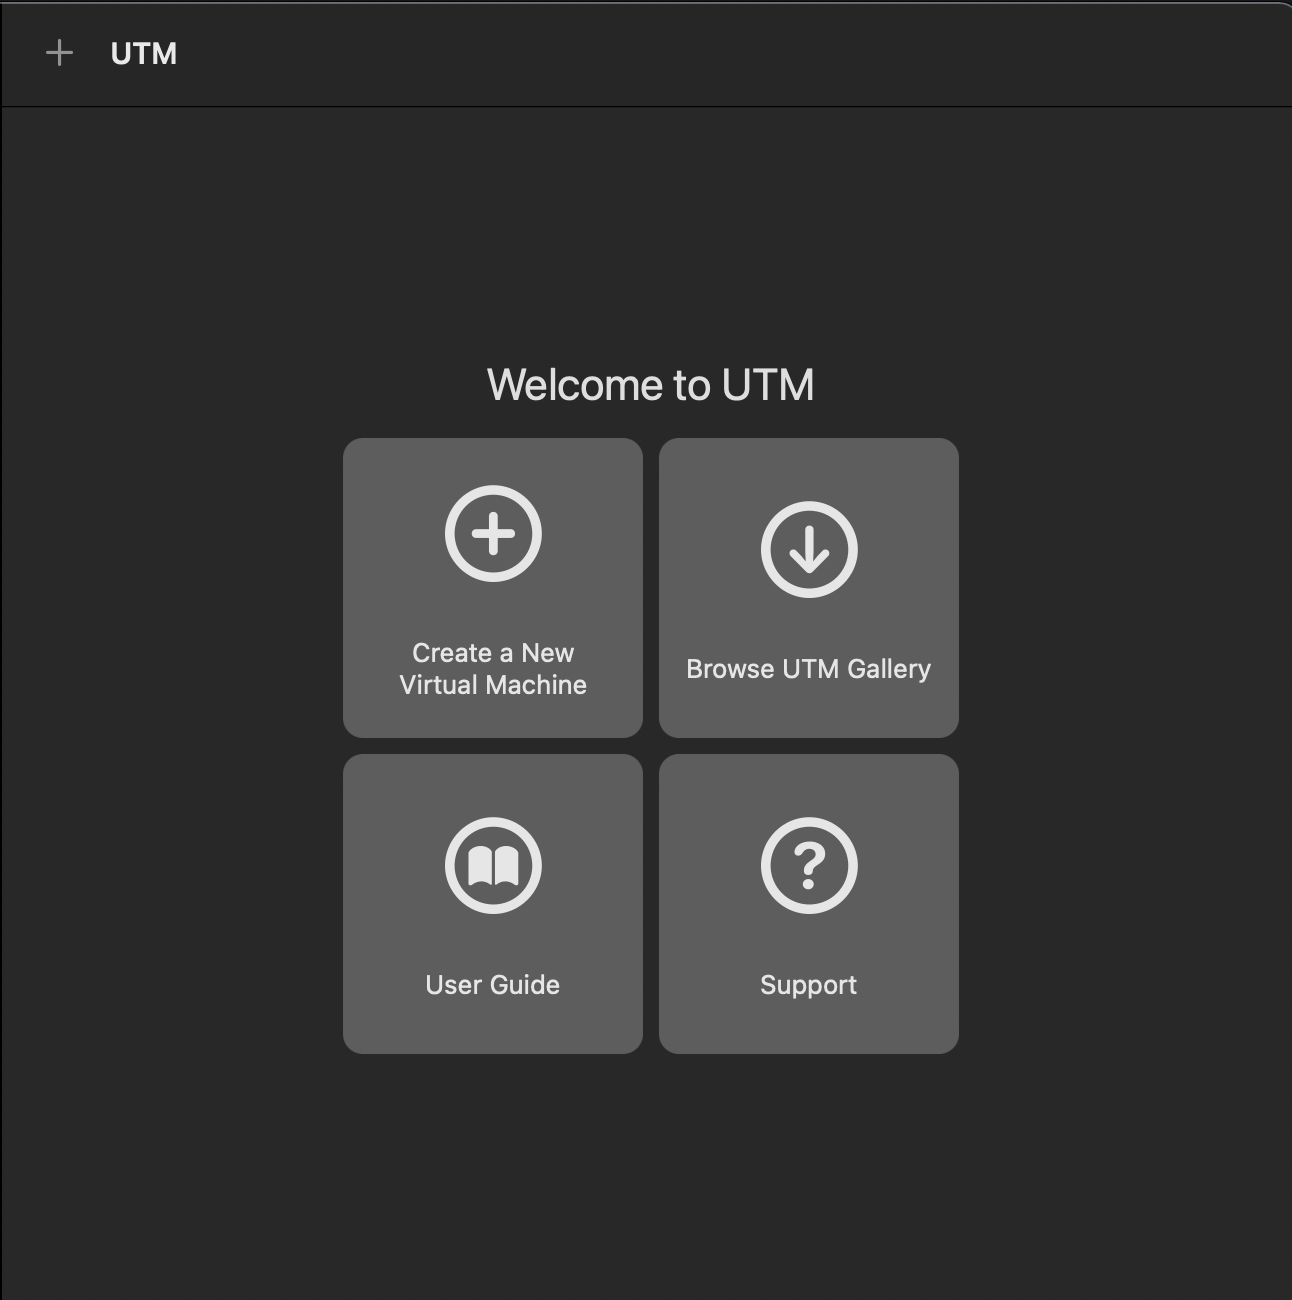 UTM
Welcome to UTM
Create a New
Virtual Machine
Browse UTM Gallery
User Guide
Support